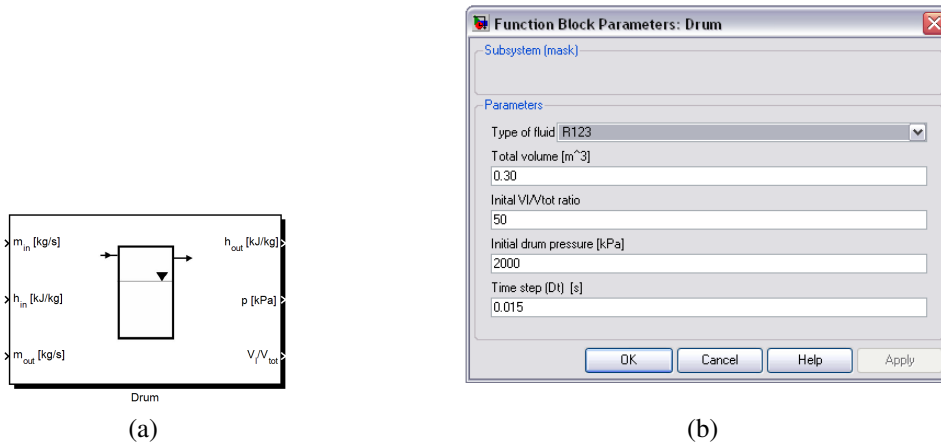 m_in [kg/s]
h_in [kJ/kg]
m_out [kg/s]
h_out [kJ/kg]
p [kPa]
V_l/V_tot
Drum
(a)
Function Block Parameters: Drum
Subsystem (mask)
Parameters
Type of fluid R123
Total volume [m^3]
0.30
Inital Vl/Vtot ratio
50
Initial drum pressure [kPa]
2000
Time step (Dt) [s]
0.015
OK Cancel Help Apply
(b)